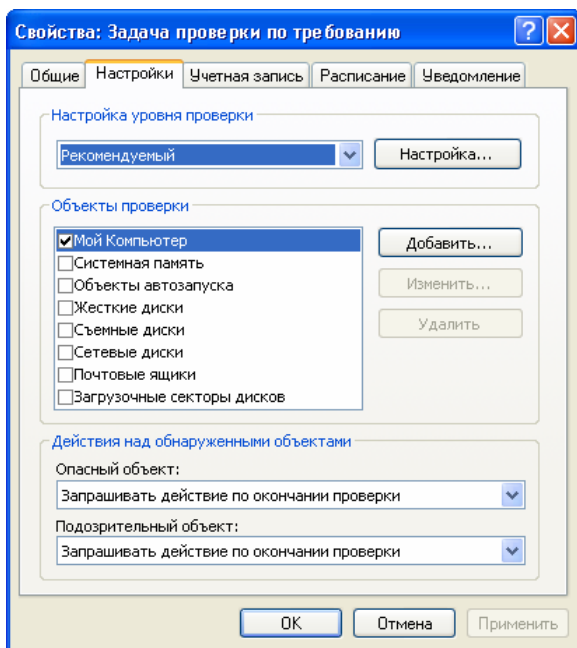 Свойства: Задача проверки по требованию
Общие Настройки Учетная запись Расписание Уведомление
Настройка уровня проверки
Рекомендуемый Настройка...
Объекты проверки
Мой Компьютер Добавить...
Системная память
Объекты автозапуска Изменить...
Жесткие диски
Съемные диски Удалить
Сетевые диски
Почтовые ящики
Загрузочные секторы дисков
Действия над обнаруженными объектами
Опасный объект:
Запрашивать действие по окончании проверки
Подозрительный объект:
Запрашивать действие по окончании проверки
OK Отмена Применить